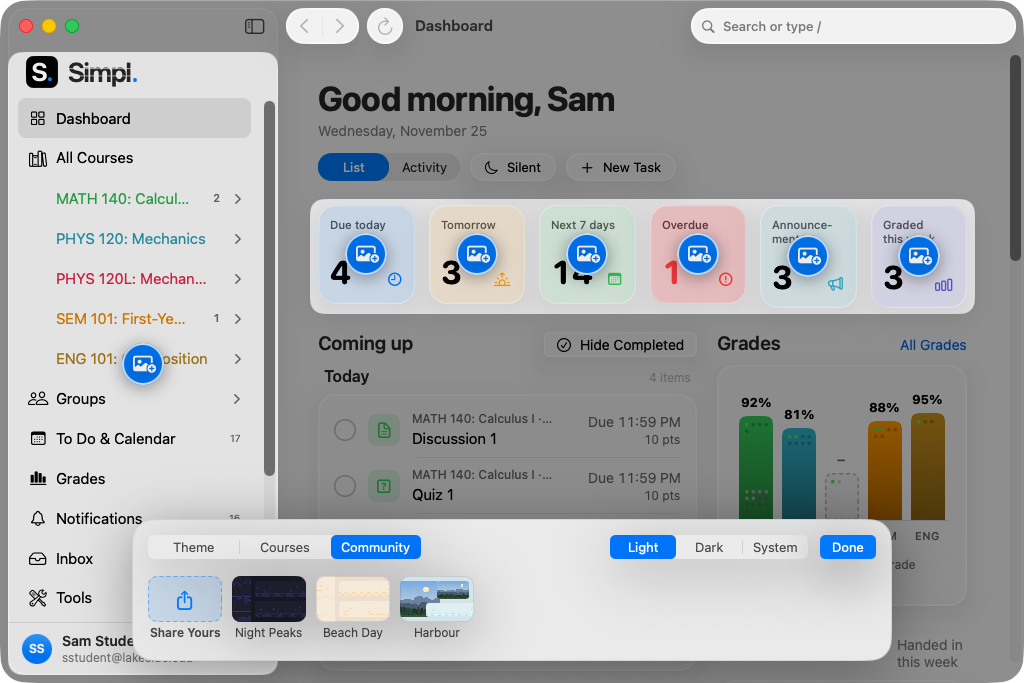 Dashboard
Search or type /
S.
Simpl.
Dashboard
All Courses
MATH 140: Calcul... 2
PHYS 120: Mechanics
PHYS 120L: Mechan...
SEM 101: First-Ye... 1
ENG 101:
Groups
To Do & Calendar 17
Grades
Notifications 16
Inbox
Tools
SS
Sam Stude
sstudent@lakeside.edu
Good morning, Sam
Wednesday, November 25
List
Activity
Silent
New Task
Due today
4
Tomorrow
3
Next 7 days
14
Overdue
1
Announce-
3
Graded
this week
3
Coming up
Hide Completed
Today
4 items
MATH 140: Calculus I ·...
Discussion 1
Due 11:59 PM
10 pts
MATH 140: Calculus I ·...
Quiz 1
Due 11:59 PM
10 pts
Grades
All Grades
92%
81%
–
88%
95%
ENG
Handed in
this week
Theme
Courses
Community
Light
Dark
System
Done
Share Yours
Night Peaks
Beach Day
Harbour